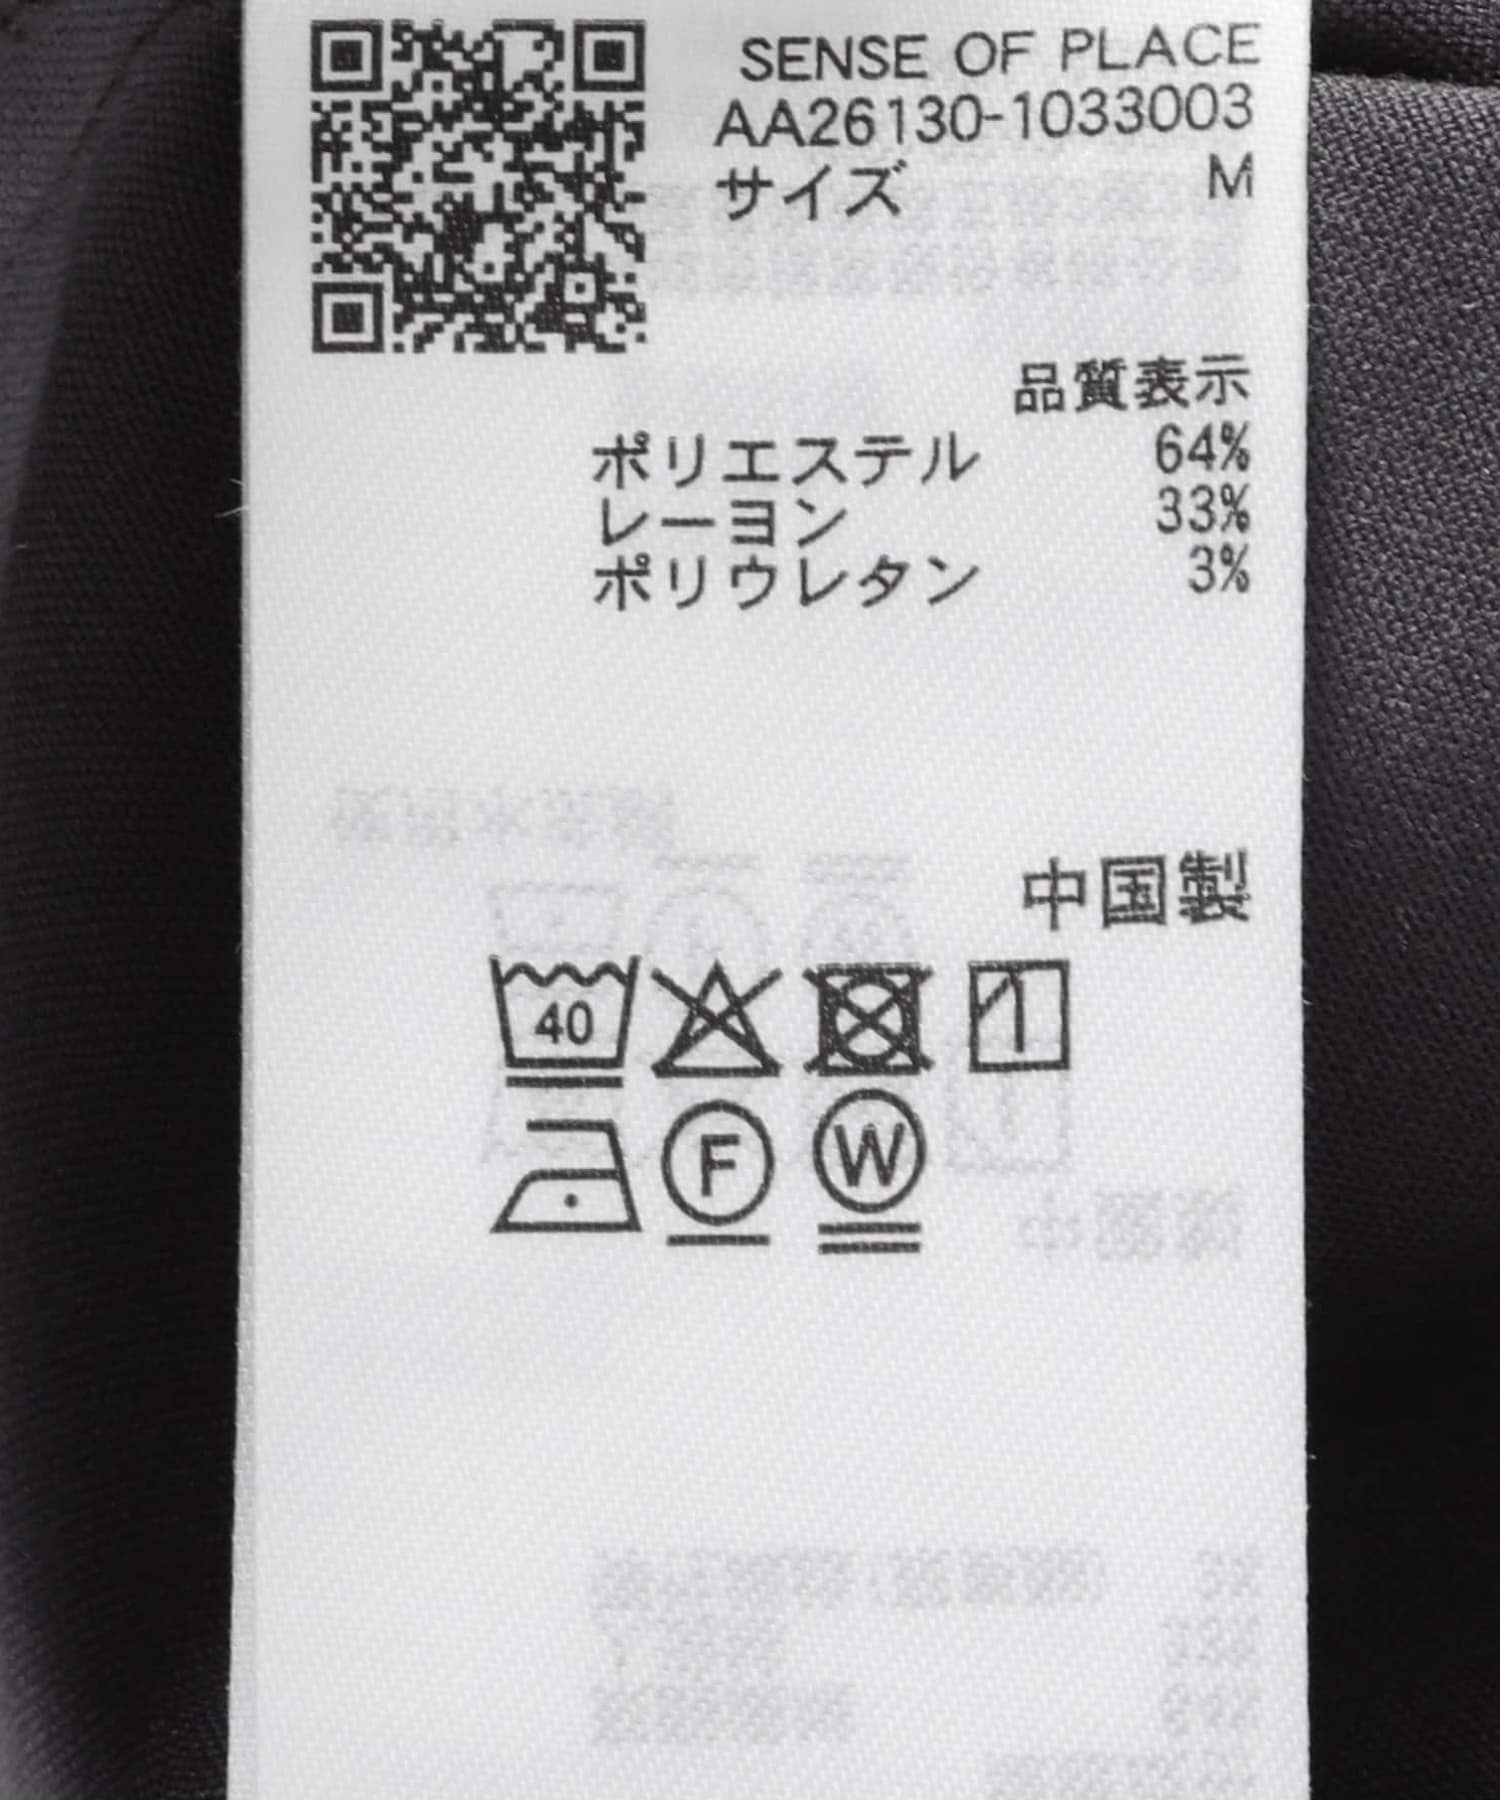 SENSE OF PLACE
AA26130-1033003
サイズ M
品質表示
ポリエステル 64%
レーヨン 33%
ポリウレタン 3%
中国製
40
F W